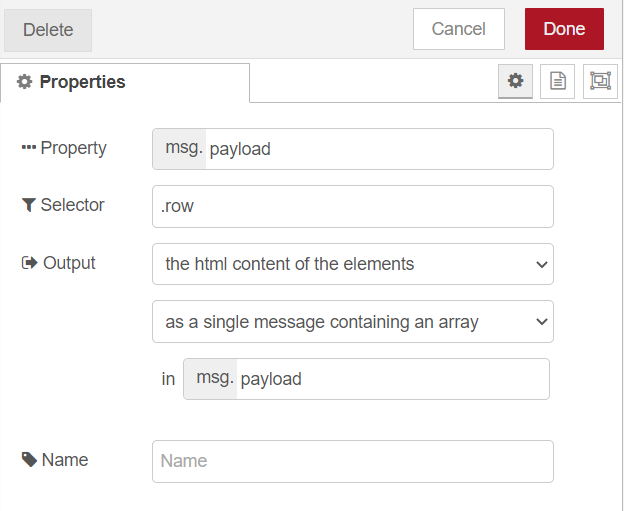 Delete
Cancel
Done
Properties
Property
msg. payload
Selector
.row
Output
the html content of the elements
as a single message containing an array
in msg. payload
Name
Name